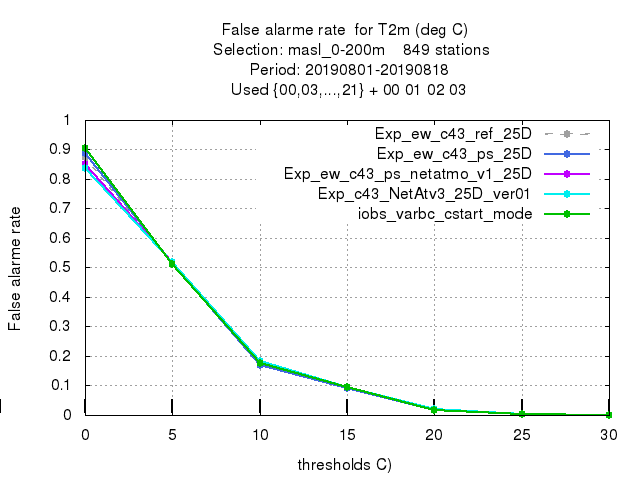 False alarme rate  for T2m (deg C)
Selection: masl_0-200m    849 stations
Period: 20190801-20190818
Used {00,03,...,21} + 00 01 02 03
Exp_ew_c43_ref_25D
Exp_ew_c43_ps_25D
Exp_ew_c43_ps_netatmo_v1_25D
Exp_c43_NetAtv3_25D_ver01
iobs_varbc_cstart_mode
False alarme rate
1
0.9
0.8
0.7
0.6
0.5
0.4
0.3
0.2
0.1
0
0 5 10 15 20 25 30
thresholds C)